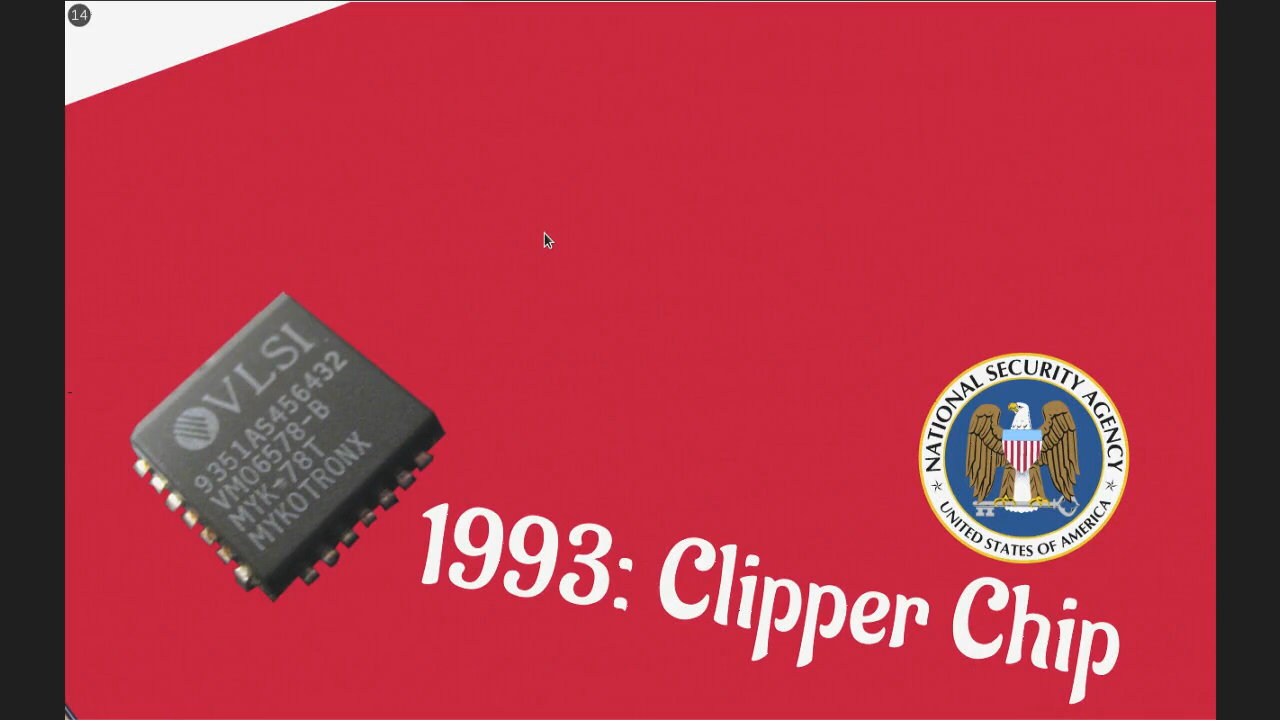 14
VLSI
9351AS456432
VM06578-B
MYK-78T
MYKOTRONX
NATIONAL SECURITY AGENCY
UNITED STATES OF AMERICA
1993: Clipper Chip